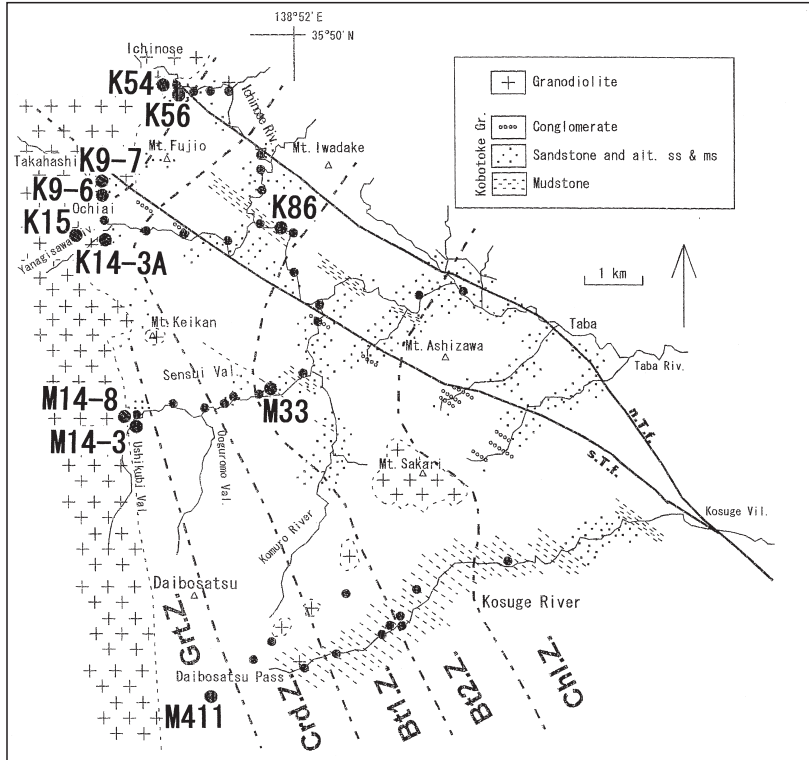 138°52' E
35°50' N
Ichinose
K54
K56
Ichinose Riv.
Mt.Fujio
Mt.Iwadake
Takahashi
K9-7
K9-6
Ochiai
K15
K14-3A
K86
Yanagisawa Riv.
Granodiolite
Kobotoke Gr.
Conglomerate
Sandstone and alt. ss & ms
Mudstone
1 km
Mt.Keikan
Sensui Val.
Mt.Ashizawa
Taba
Taba Riv.
M14-8
M14-3
M33
Ushikubi Val.
Ooguromo Val.
Mt.Sakari
n.T.f.
s.T.f.
Kosuge Vil.
Komuro River
Daibosatsu
Kosuge River
Daibosatsu Pass
M411
Grt.Z.
Crd.Z.
Bt1.Z.
Bt2.Z.
Chl.Z.